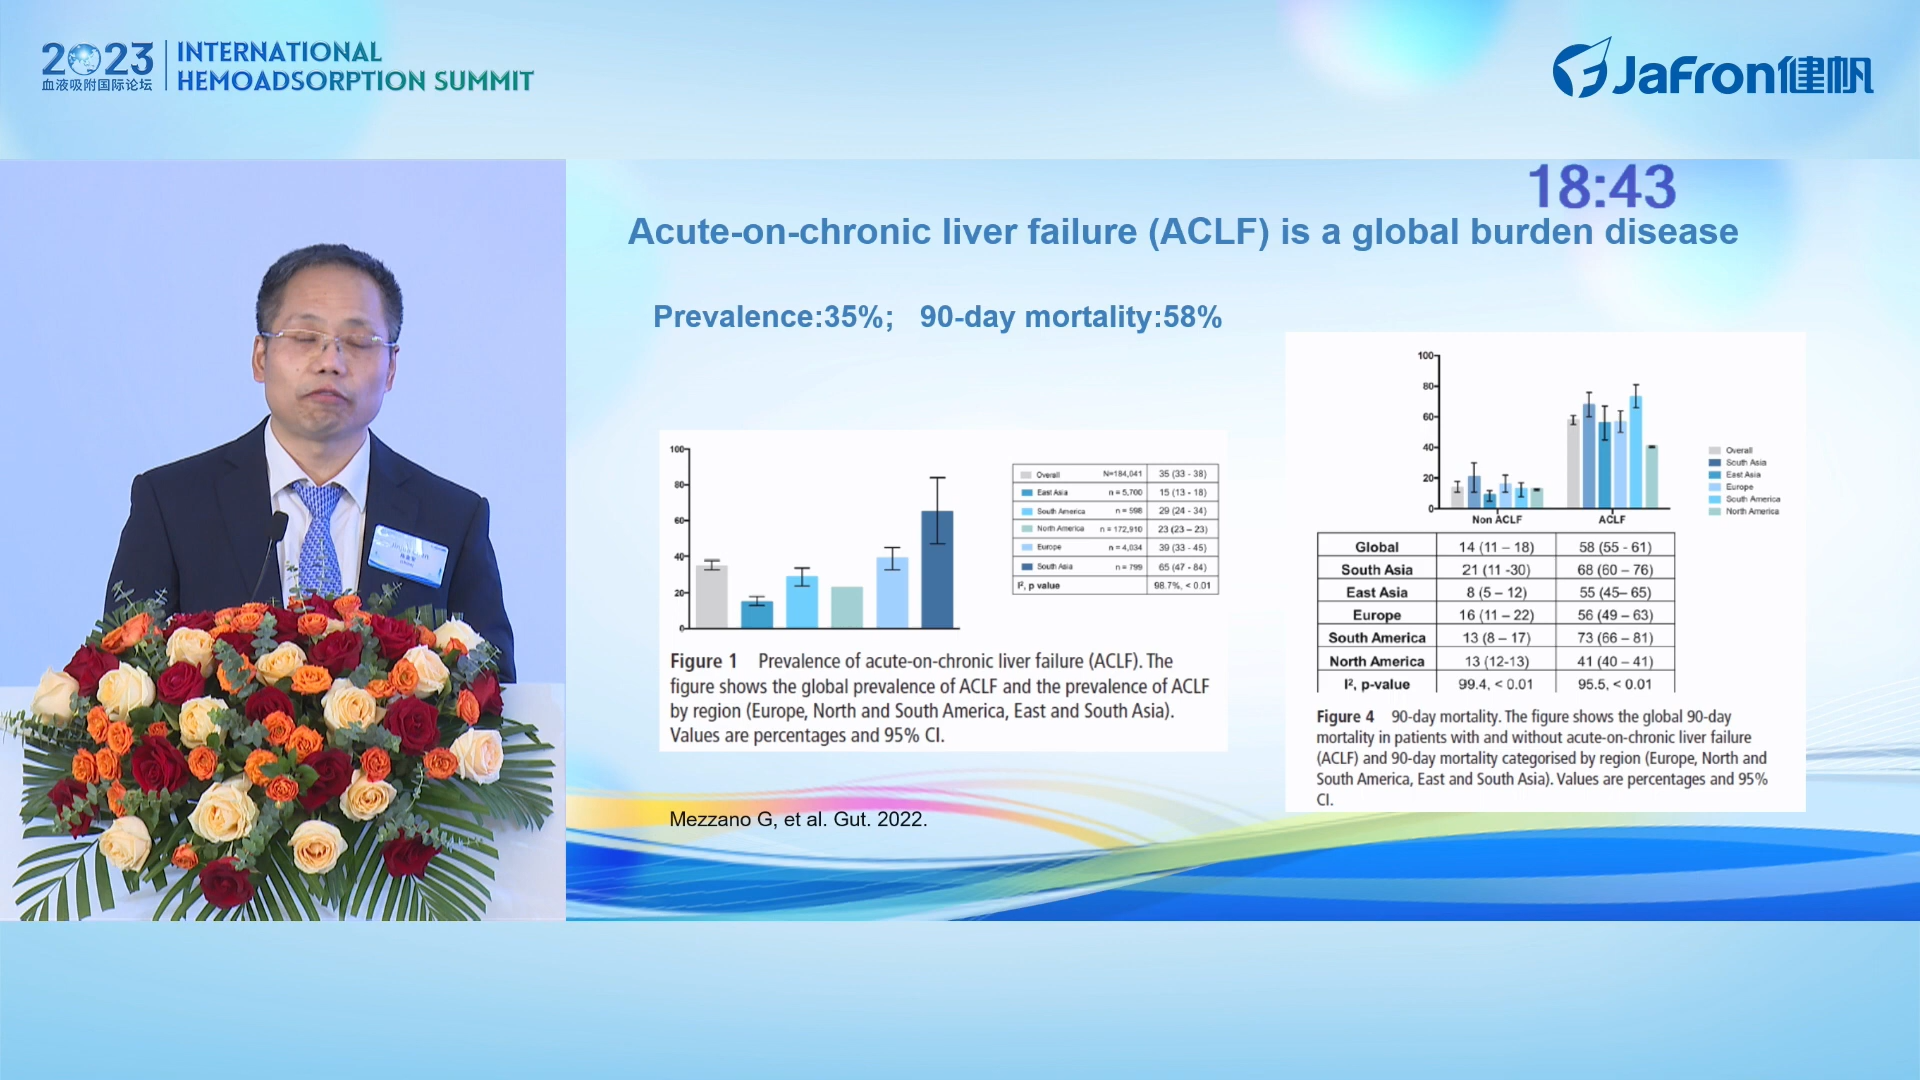 2023
血液吸附国际论坛
INTERNATIONAL
HEMOADSORPTION SUMMIT
JaFron健帆
18:43
Acute-on-chronic liver failure (ACLF) is a global burden disease
Prevalence:35%; 90-day mortality:58%
100
80
60
40
20
0
Overall N=184,041 35 (33 - 38)
East Asia n = 5,700 15 (13 - 18)
South America n = 598 29 (24 - 34)
North America n = 172,910 23 (23 – 23)
Europe n = 4,034 39 (33 - 45)
South Asia n = 799 65 (47 - 84)
I², p value 98.7%, < 0.01
Figure 1 Prevalence of acute-on-chronic liver failure (ACLF). The
figure shows the global prevalence of ACLF and the prevalence of ACLF
by region (Europe, North and South America, East and South Asia).
Values are percentages and 95% CI.
Mezzano G, et al. Gut. 2022.
100
80
60
40
20
0
Non ACLF ACLF
Overall
South Asia
East Asia
Europe
South America
North America
Global 14 (11 – 18) 58 (55 - 61)
South Asia 21 (11 -30) 68 (60 – 76)
East Asia 8 (5 – 12) 55 (45– 65)
Europe 16 (11 – 22) 56 (49 – 63)
South America 13 (8 – 17) 73 (66 – 81)
North America 13 (12-13) 41 (40 – 41)
I², p-value 99.4, < 0.01 95.5, < 0.01
Figure 4 90-day mortality. The figure shows the global 90-day
mortality in patients with and without acute-on-chronic liver failure
(ACLF) and 90-day mortality categorised by region (Europe, North and
South America, East and South Asia). Values are percentages and 95%
CI.